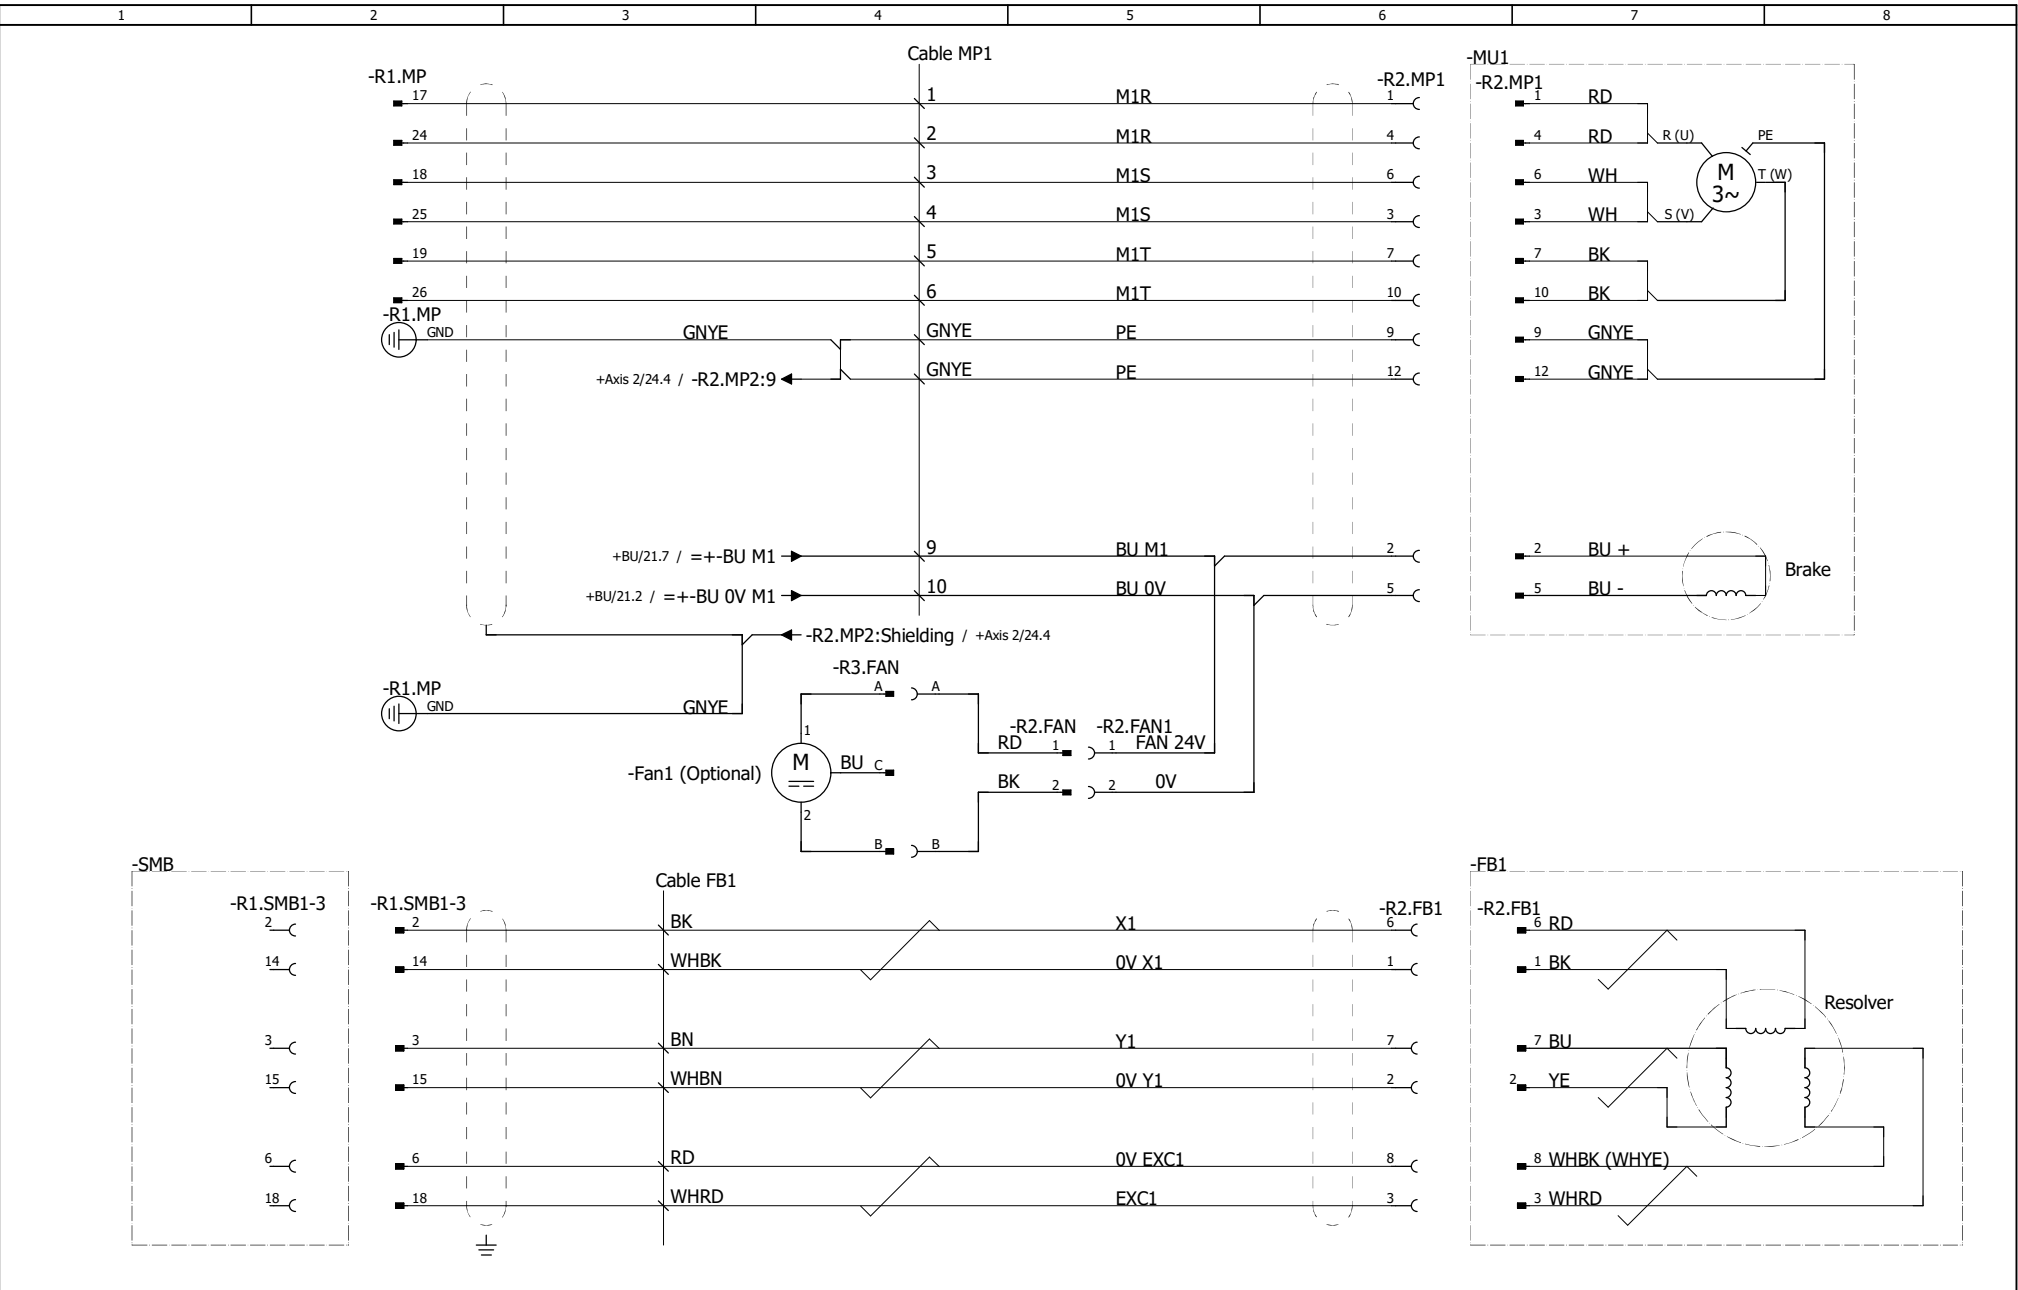 1 2 3 4 5 6 7 8
Cable MP1
-MU1
-R1.MP -R2.MP1 -R2.MP1
17 1 M1R 1 1 RD
24 2 M1R 4 4 RD R (U) PE
18 3 M1S 6 6 WH M 3~ T (W)
25 4 M1S 3 3 WH S (V)
19 5 M1T 7 7 BK
26 6 M1T 10 10 BK
-R1.MP
GND GNYE GNYE PE 9 9 GNYE
+Axis 2/24.4 / -R2.MP2:9 GNYE PE 12 12 GNYE
+BU/21.7 / =+-BU M1 9 BU M1 2 2 BU +
Brake
+BU/21.2 / =+-BU 0V M1 10 BU 0V 5 5 BU -
-R2.MP2:Shielding / +Axis 2/24.4
-R3.FAN
-R1.MP A A
GND GNYE
1 -R2.FAN -R2.FAN1
RD 1 1 FAN 24V
-Fan1 (Optional) M BU C
BK 2 2 0V
2
B B
-SMB -FB1
Cable FB1
-R1.SMB1-3 -R1.SMB1-3 -R2.FB1 -R2.FB1
2 2 BK X1 6 6 RD
14 14 WHBK 0V X1 1 1 BK
Resolver
3 3 BN Y1 7 7 BU
15 15 WHBN 0V Y1 2 2 YE
6 6 RD 0V EXC1 8 8 WHBK (WHYE)
18 18 WHRD EXC1 3 3 WHRD